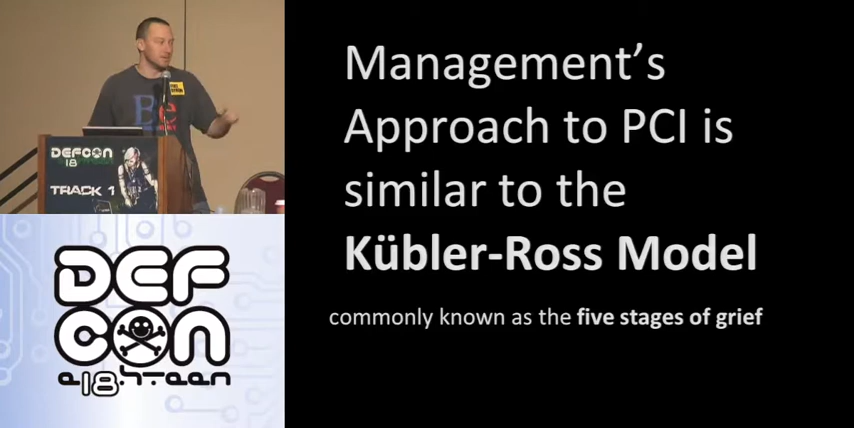 Management's
Approach to PCI is
similar to the
Kübler-Ross Model
commonly known as the five stages of grief
DEFCON
18
TRACK 1
Be
DEF
CON